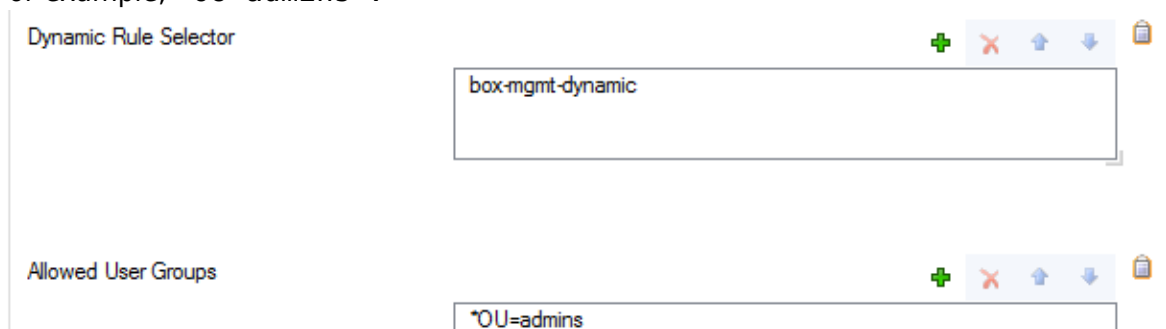 Dynamic Rule Selector
box-mgmt-dynamic
Allowed User Groups
*OU=admins